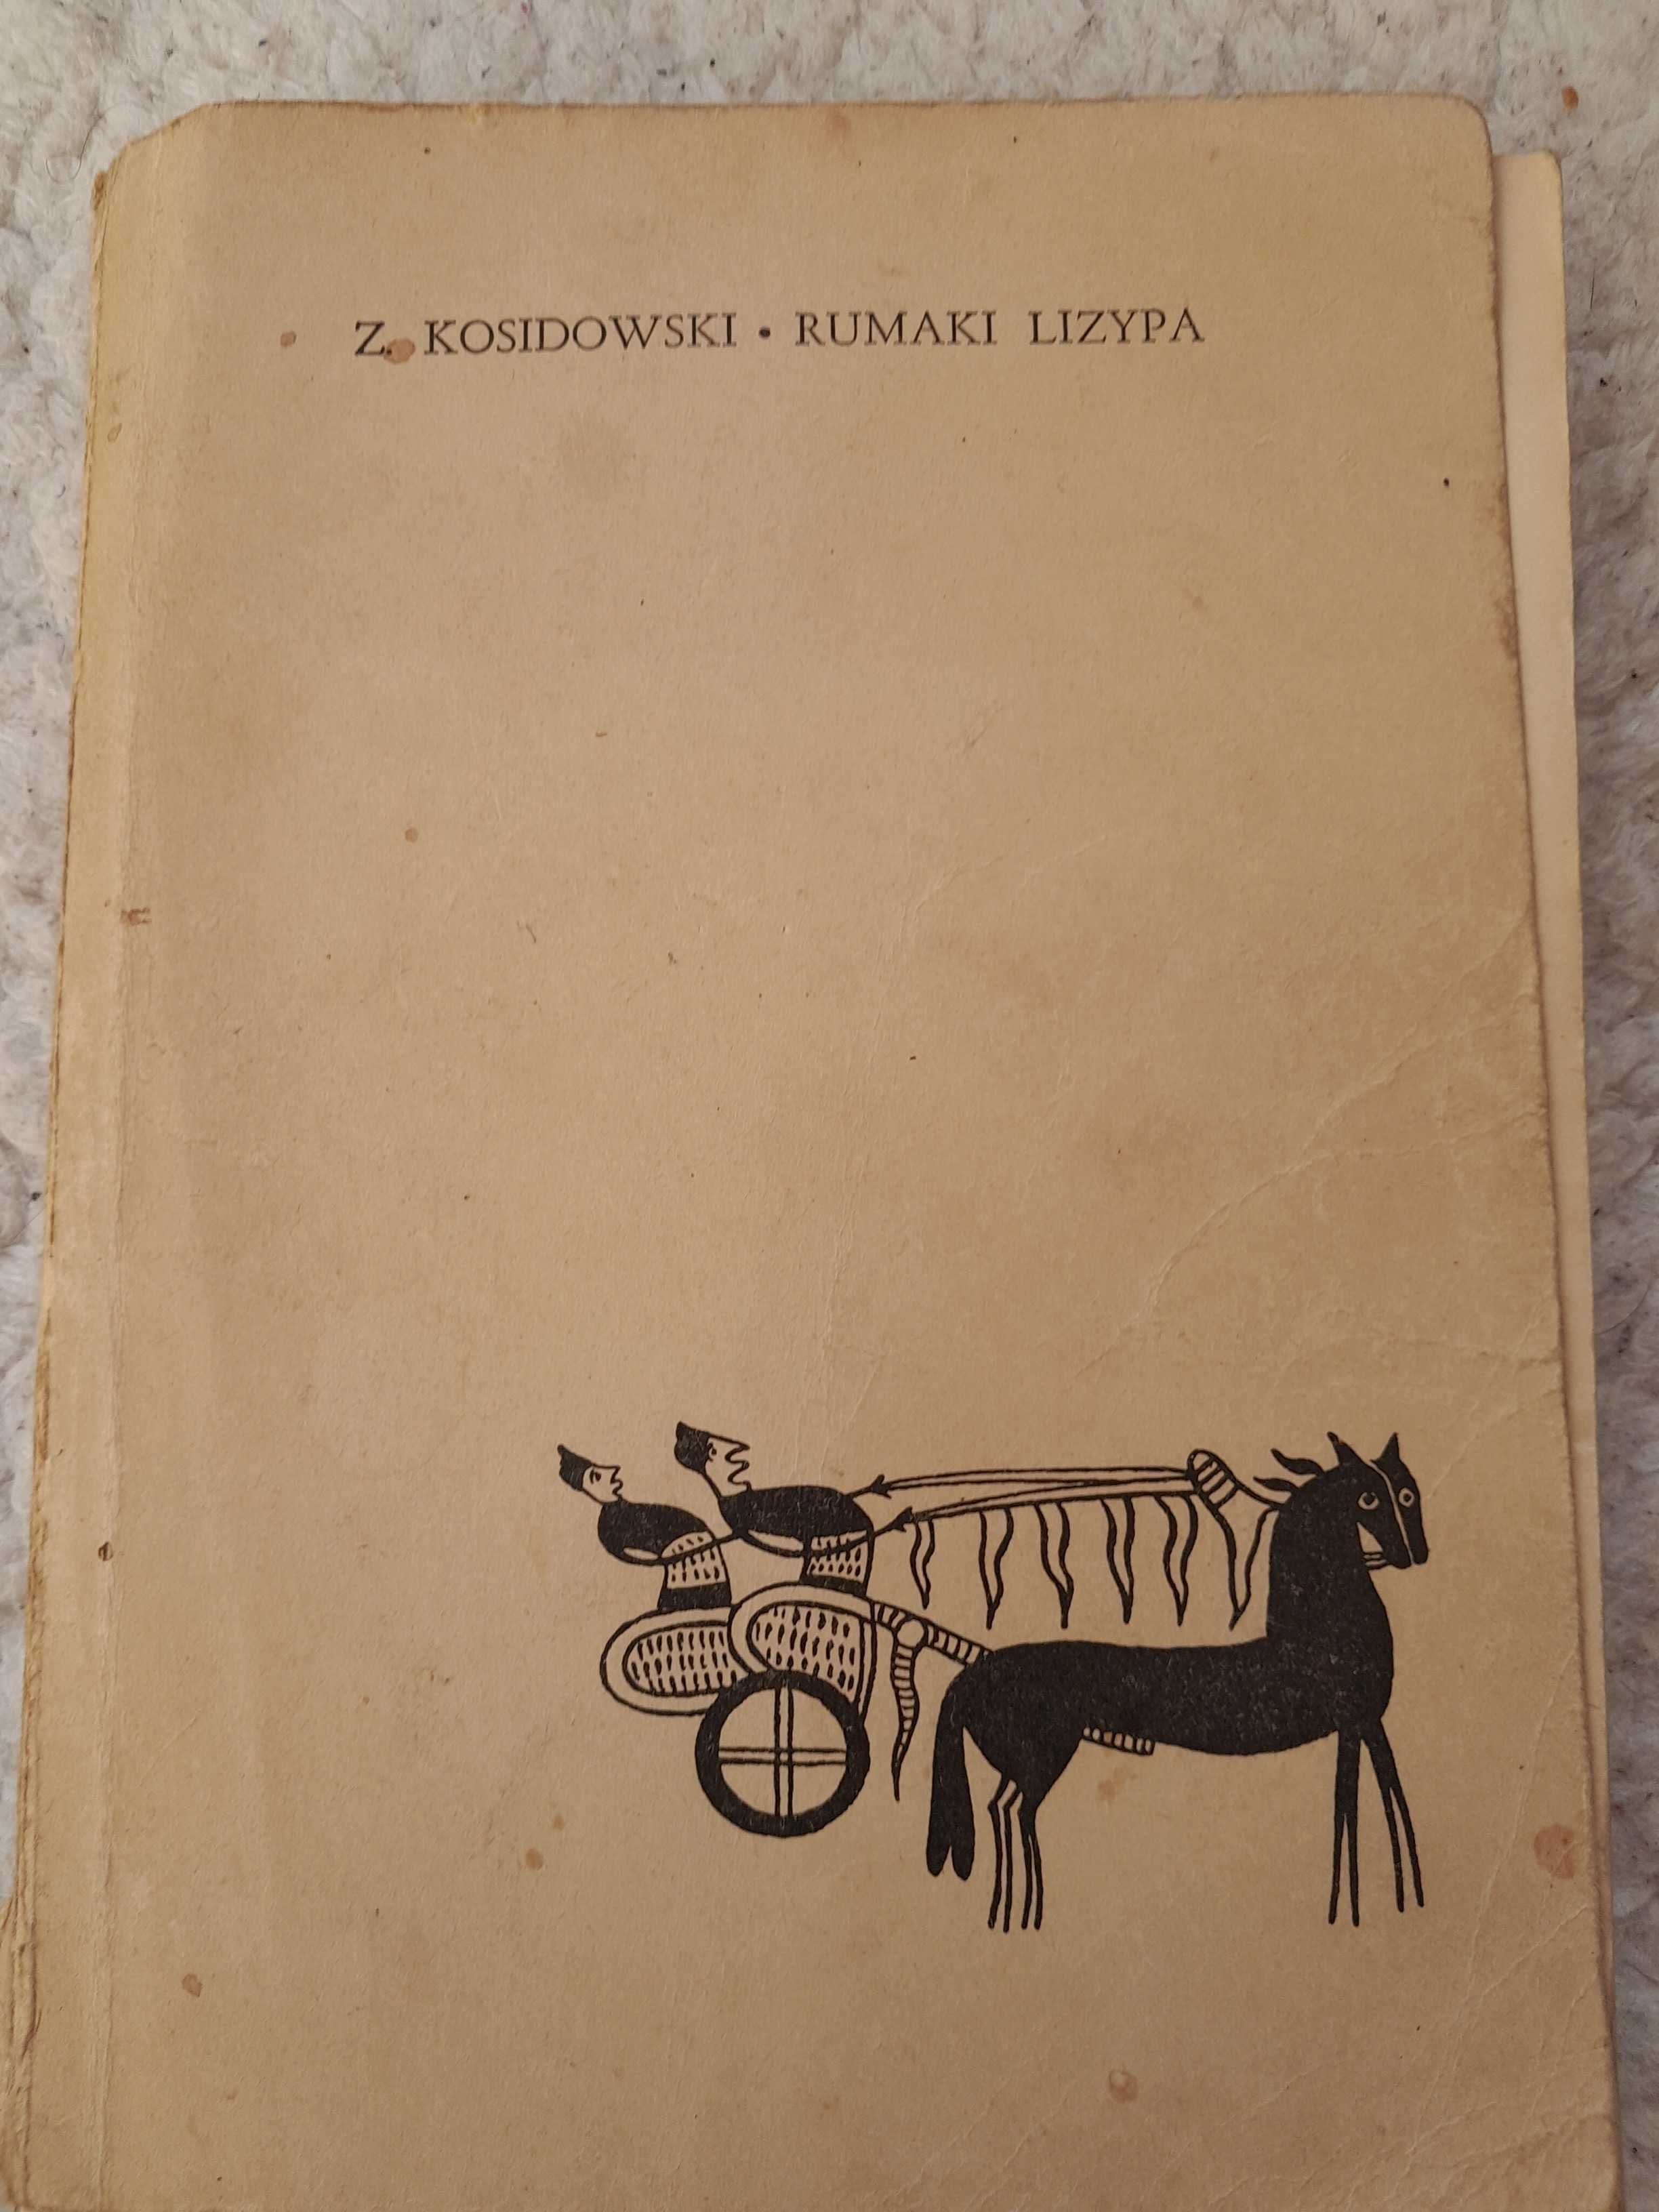 Z. KOSIDOWSKI • RUMAKI LIZYPA